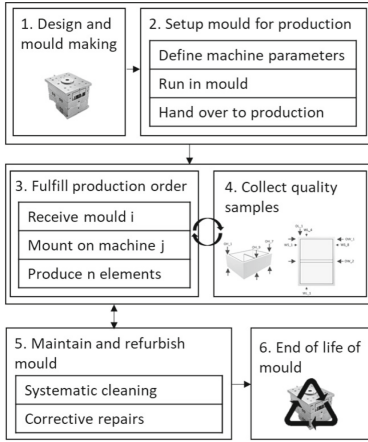 1. Design and
mould making
2. Setup mould for production
Define machine parameters
Run in mould
Hand over to production
3. Fulfill production order
Receive mould i
Mount on machine j
Produce n elements
4. Collect quality
samples
5. Maintain and refurbish
mould
Systematic cleaning
Corrective repairs
6. End of life of
mould